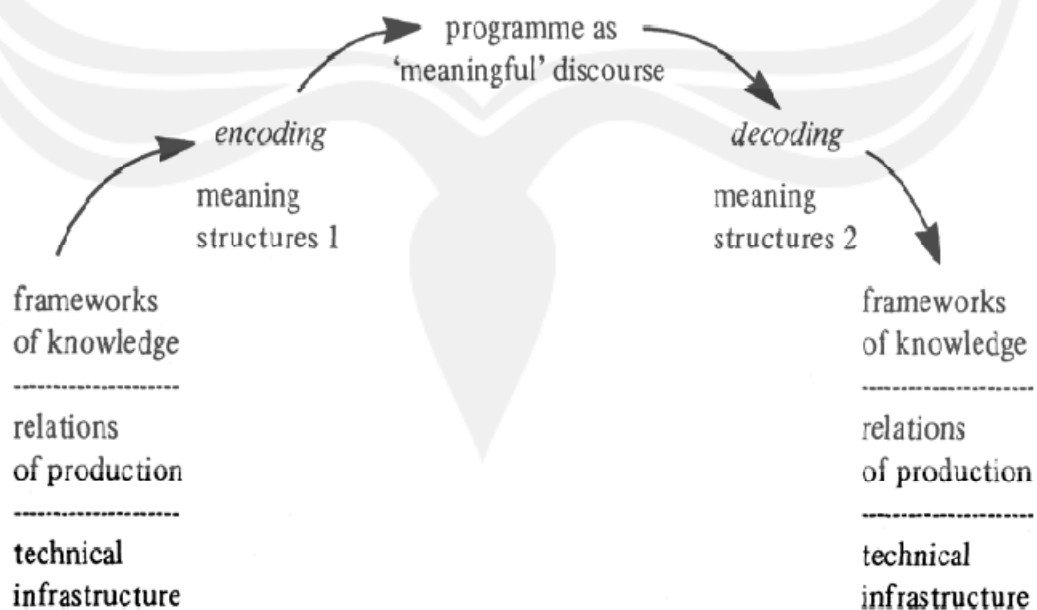 programme as
‘meaningful’ discourse
encoding
decoding
meaning
structures 1
meaning
structures 2
frameworks
of knowledge
relations
of production
technical
infrastructure
frameworks
of knowledge
relations
of production
technical
infrastructure